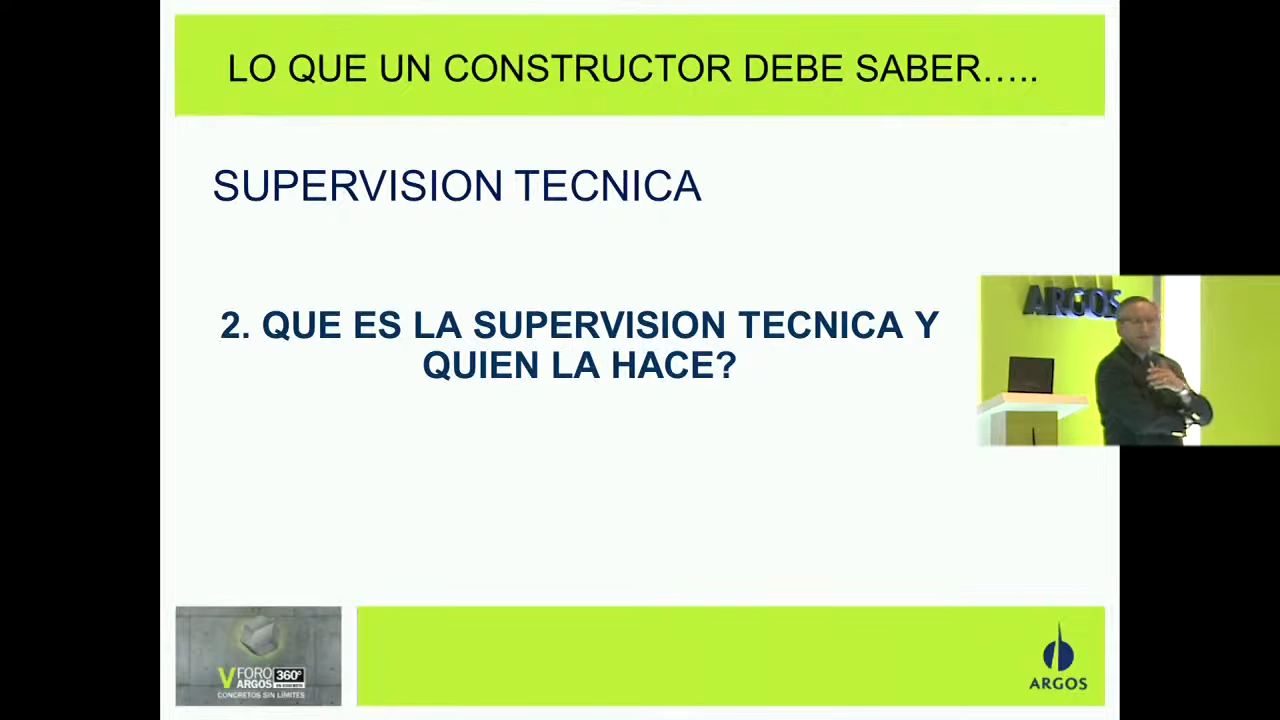 LO QUE UN CONSTRUCTOR DEBE SABER…..
SUPERVISION TECNICA
2. QUE ES LA SUPERVISION TECNICA Y
QUIEN LA HACE?
ARGOS
V FORO
ARGOS
360°
CONCRETOS SIN LÍMITES
ARGOS